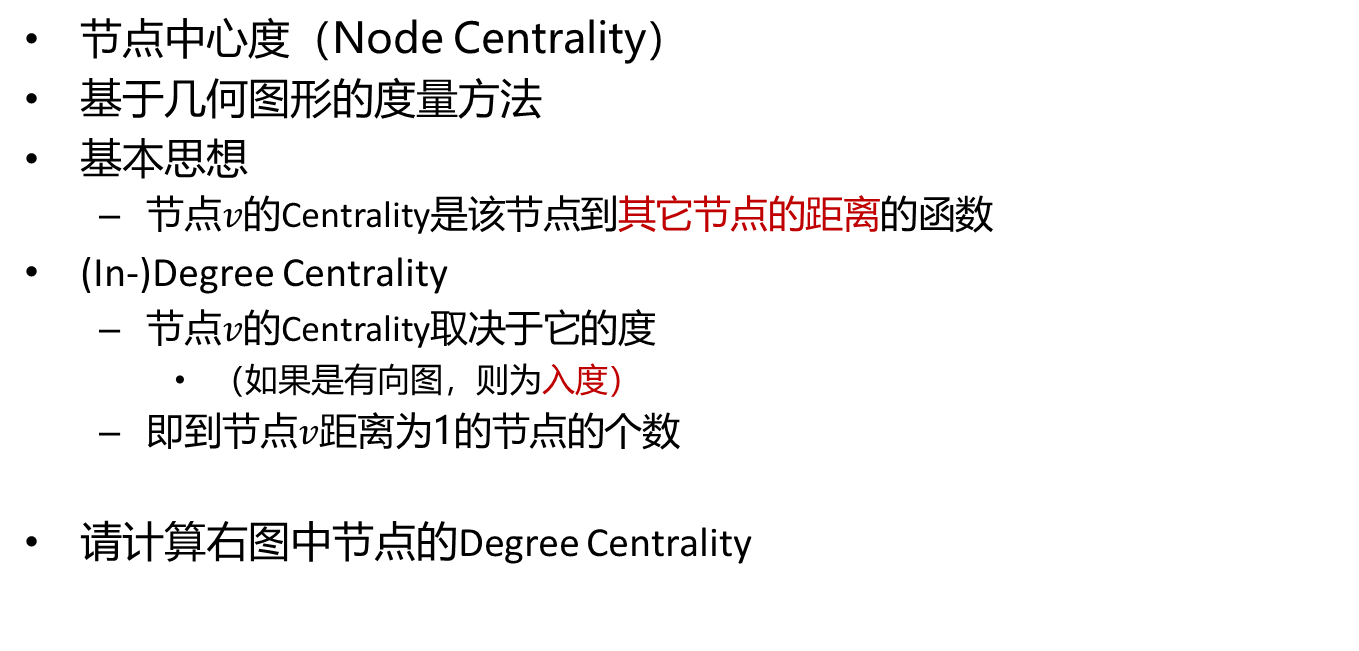 • 节点中心度（Node Centrality）
• 基于几何图形的度量方法
• 基本思想
– 节点𝑣的Centrality是该节点到其它节点的距离的函数
• (In-)Degree Centrality
– 节点𝑣的Centrality取决于它的度
• （如果是有向图，则为入度）
– 即到节点𝑣距离为1的节点的个数
• 请计算右图中节点的Degree Centrality